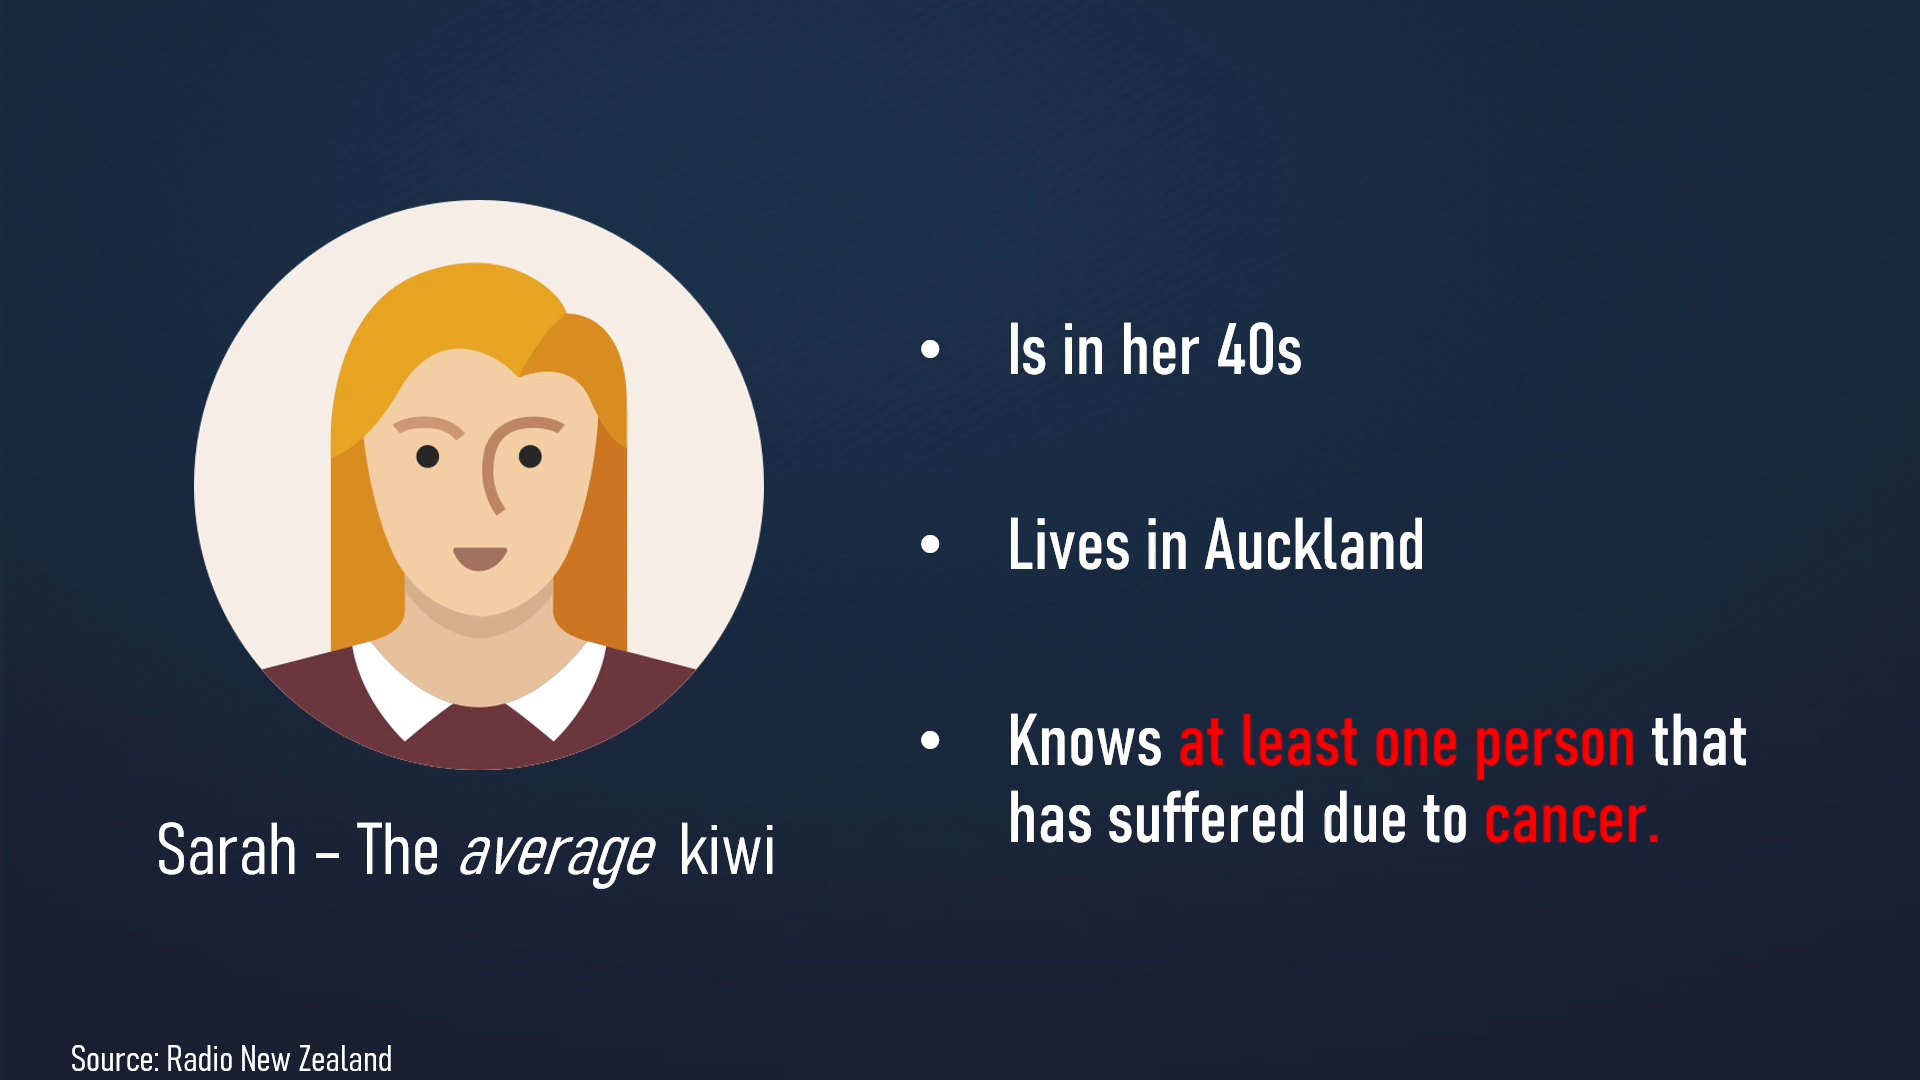 Is in her 40s
Lives in Auckland
Knows at least one person that
has suffered due to cancer.
Sarah – The average kiwi
Source: Radio New Zealand